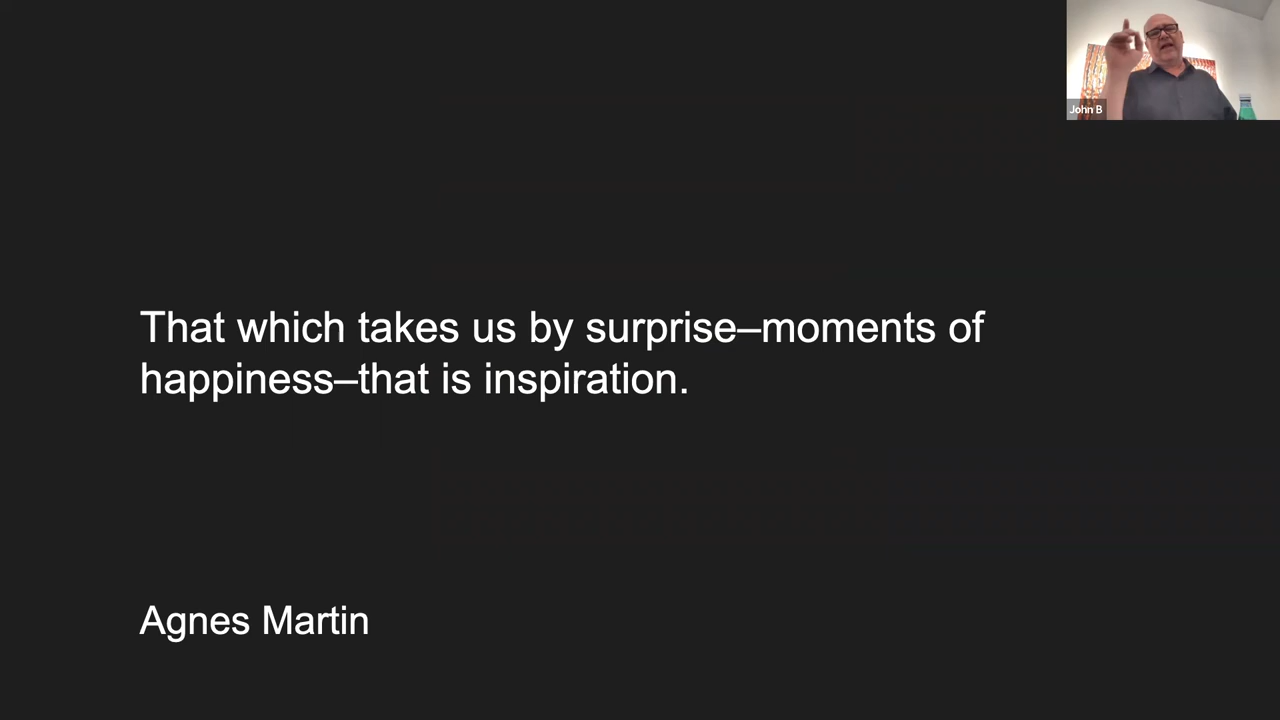 John B
That which takes us by surprise–moments of
happiness–that is inspiration.
Agnes Martin